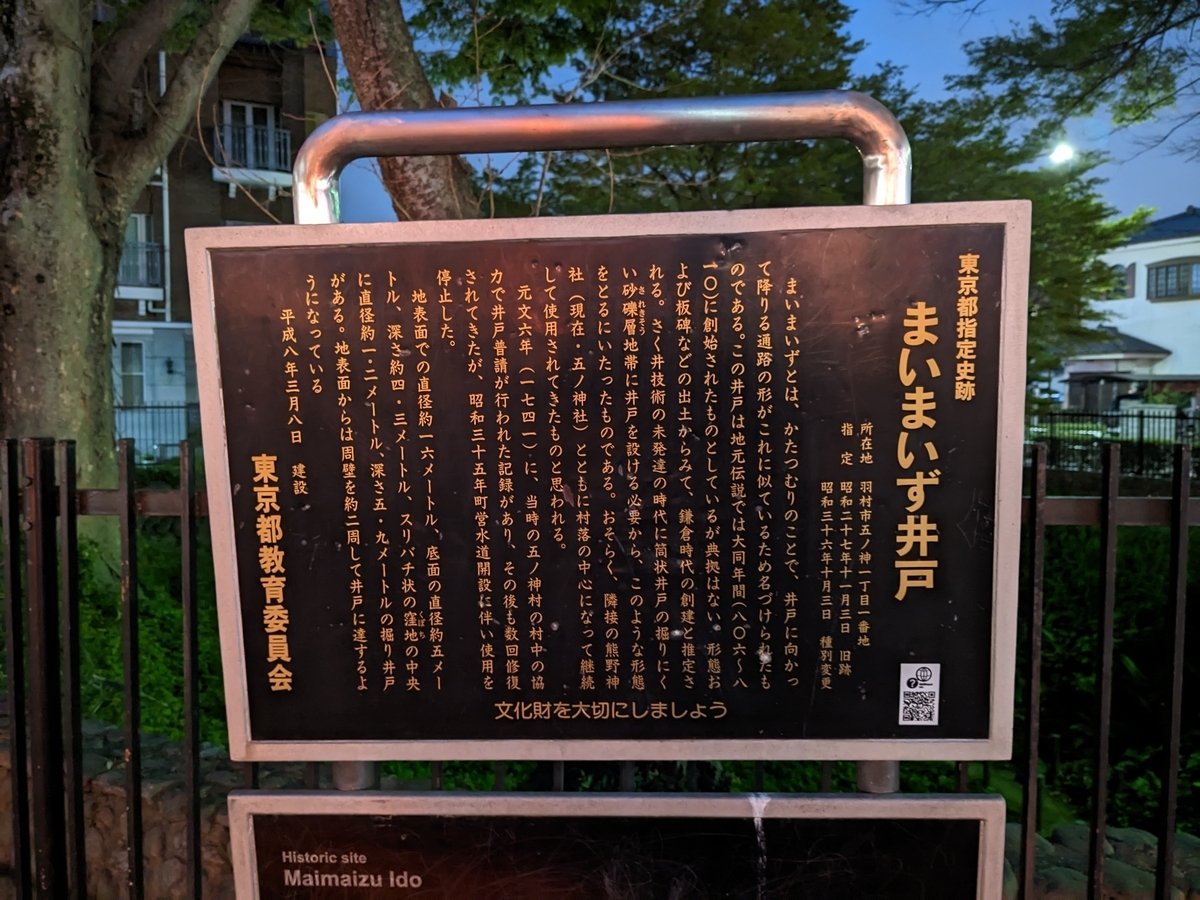 東京都指定史跡
まいまいず井戸
所在地 羽村市五ノ神一丁目一番地
指定 昭和二十七年十一月三日 旧跡
昭和三十六年十月三日 種別変更
まいまいずとは、かたつむりのことで、井戸に向かっ
て降りる通路の形がこれに似ているため名づけられたも
のである。この井戸は地元伝説では大同年間(八〇六〜八
一〇)に創始されたものとしているが典拠はない。形態お
よび板碑などの出土からみて、鎌倉時代の創建と推定さ
れる。さく井技術の未発達の時代に筒状井戸の掘りにく
い砂礫層地帯に井戸を設ける必要から、このような形態
をとるにいたったものである。おそらく、隣接の熊野神
社(現在・五ノ神社)とともに村落の中心になって継続
して使用されてきたものと思われる。
元文六年(一七四一)に、当時の五ノ神村の村中の協
力で井戸普請が行われた記録があり、その後も数回修復
されてきたが、昭和三十五年町営水道開設に伴い使用を
停止した。
地表面での直径約一六メートル、底面の直径約五メー
トル、深さ約四・三メートル、スリバチ状の窪地の中央
に直径約一・二メートル、深さ五・九メートルの掘り井戸
がある。地表面からは周壁を約二周して井戸に達するよ
うになっている
平成八年三月八日 建設
東京都教育委員会
文化財を大切にしましょう
Historic site
Maimaizu Ido